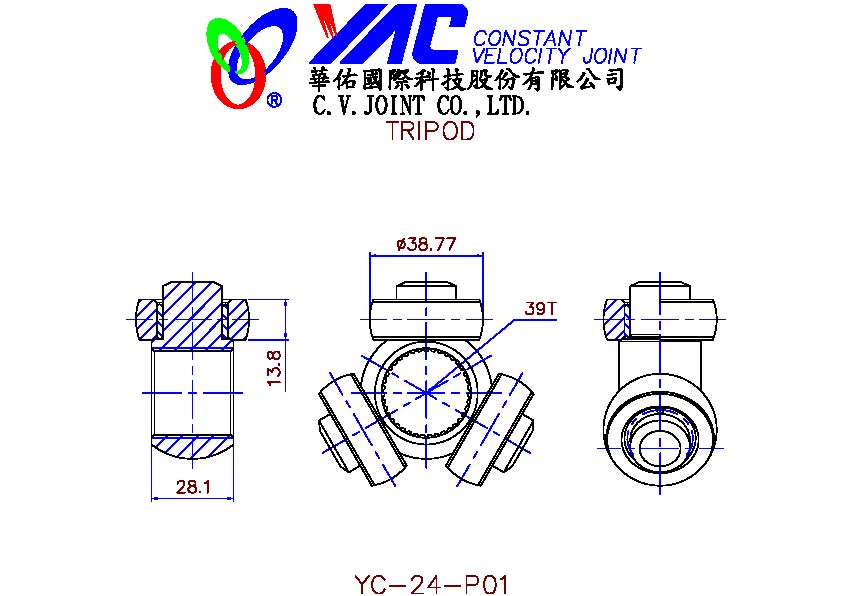 YAC CONSTANT
VELOCITY JOINT
®
華佑國際科技股份有限公司
C.V.JOINT CO.,LTD.
TRIPOD
ø38.77
39T
13.8
28.1
YC-24-P01